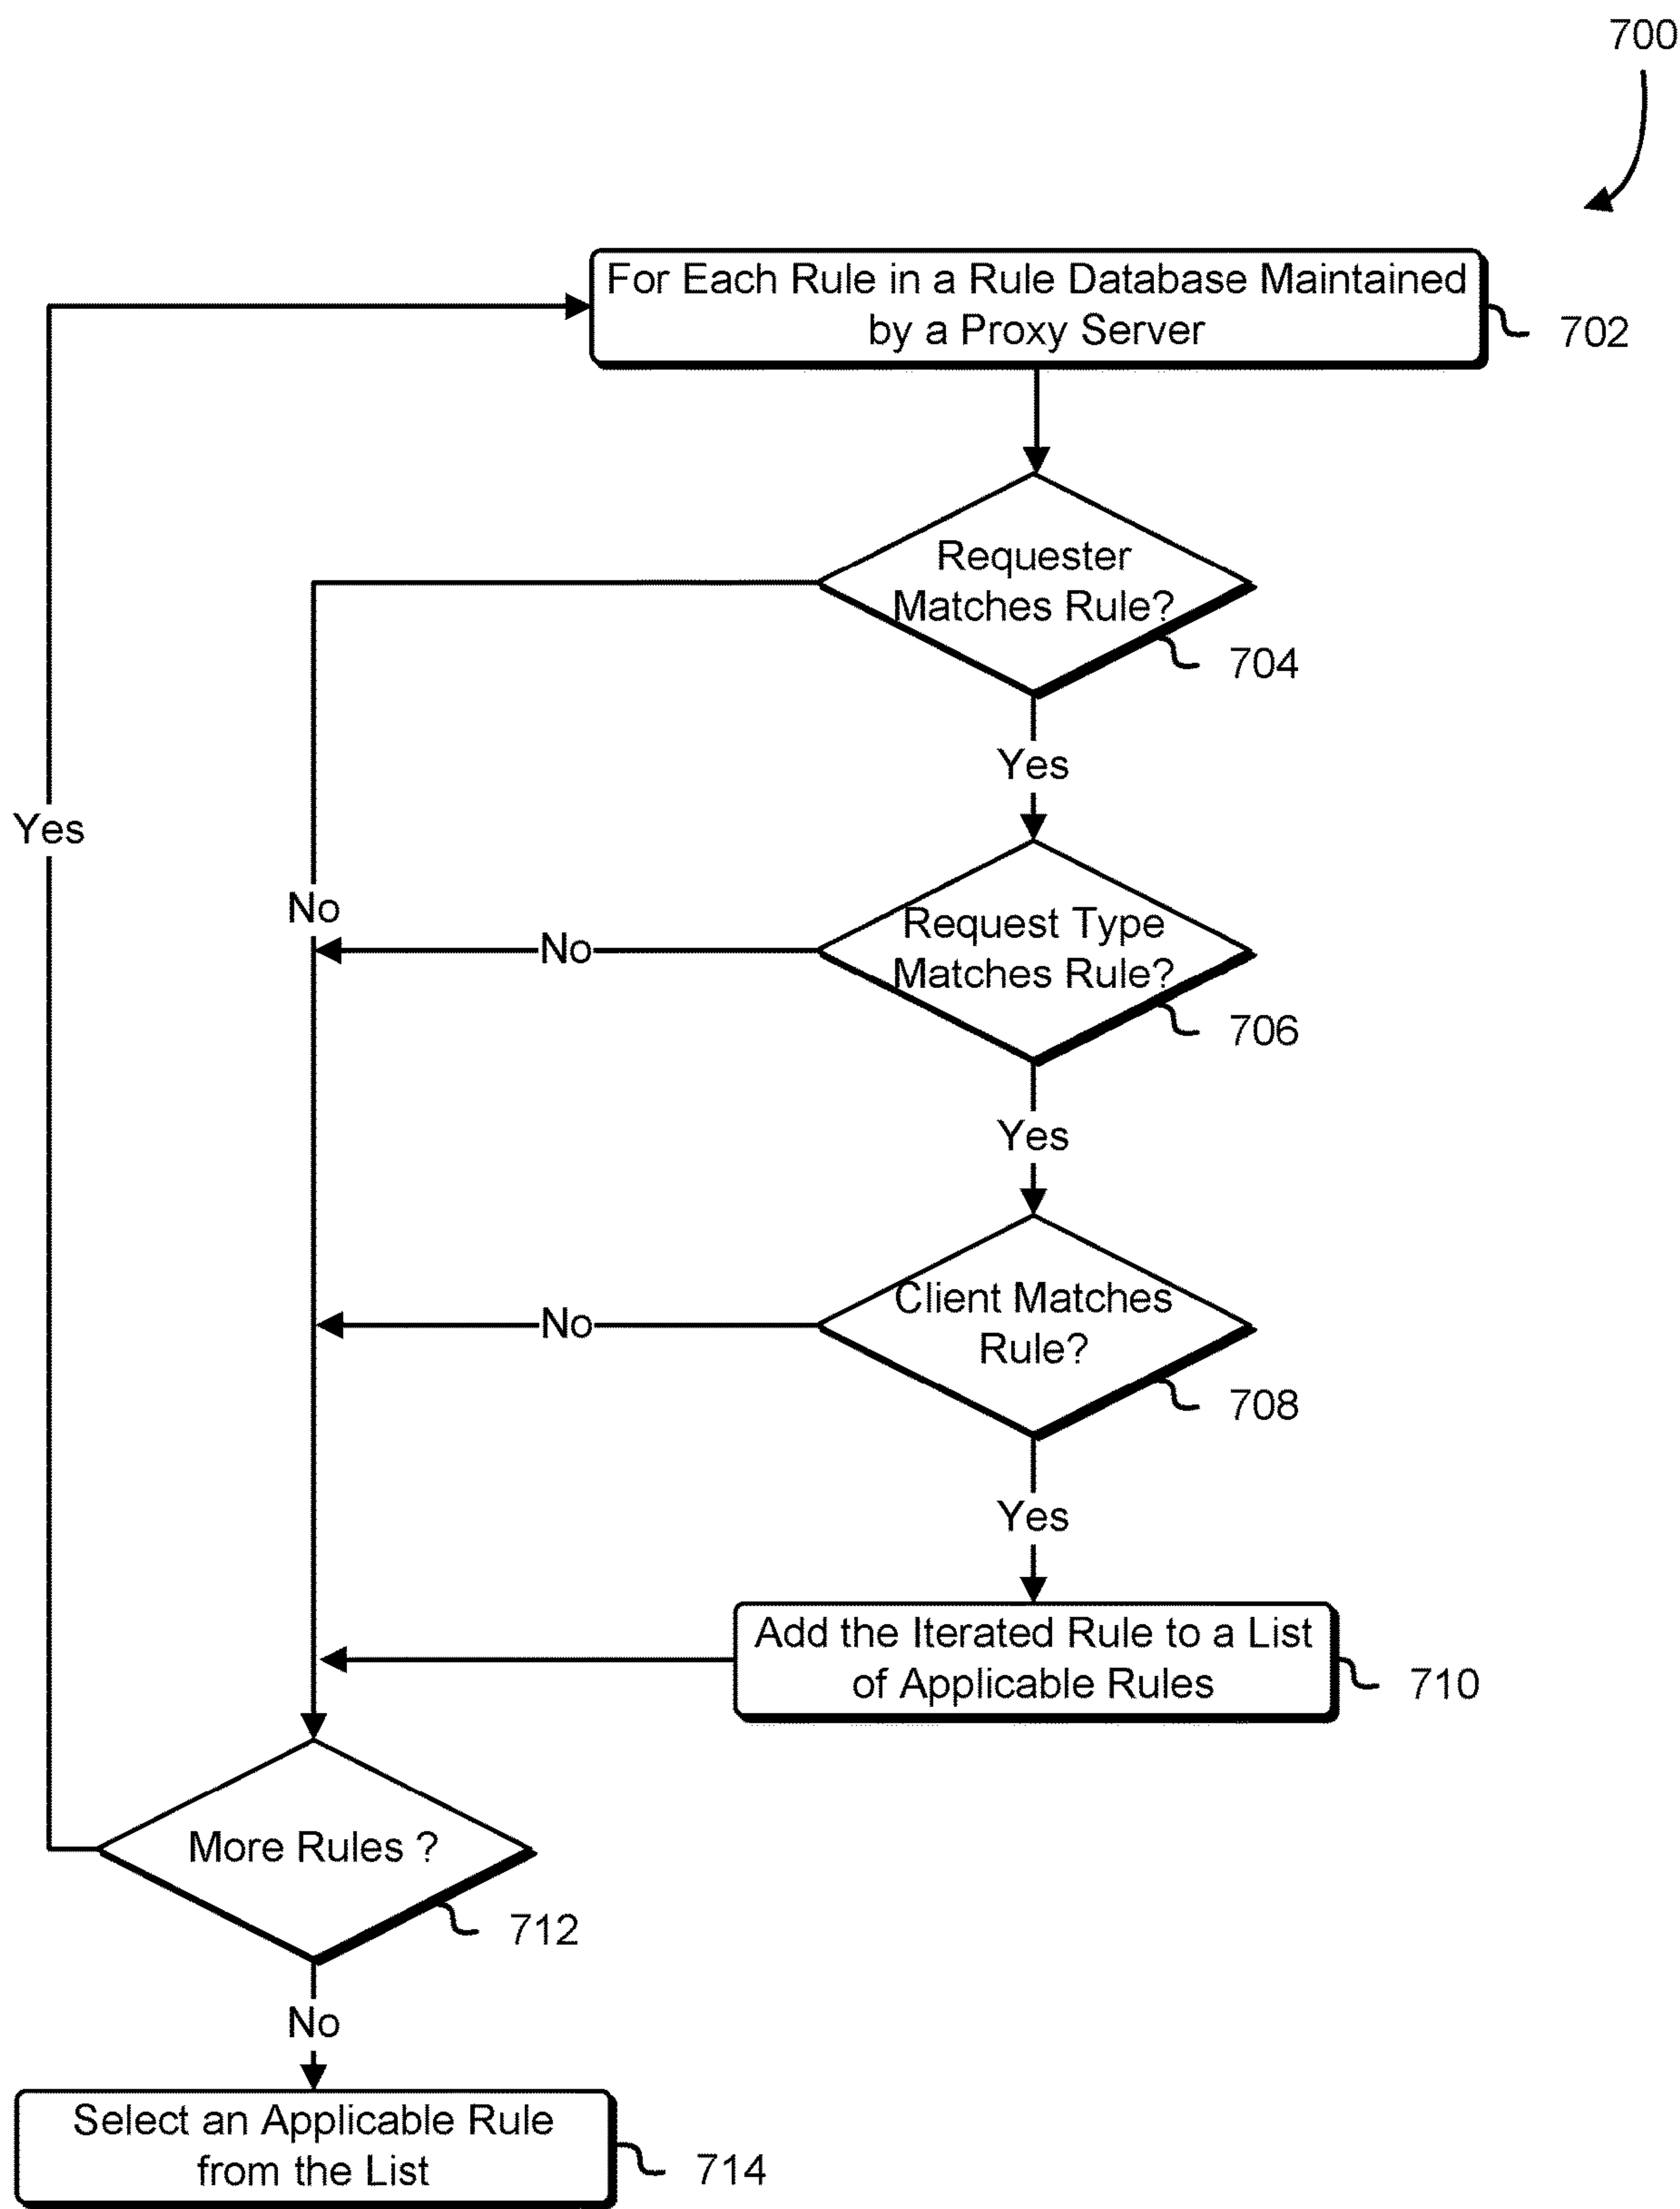 700
For Each Rule in a Rule Database Maintained
by a Proxy Server
702
Requester
Matches Rule?
704
Yes
Yes
No
Request Type
Matches Rule?
No
706
Yes
Client Matches
Rule?
No
708
Yes
Add the Iterated Rule to a List
of Applicable Rules
710
More Rules ?
712
No
Select an Applicable Rule
from the List
714